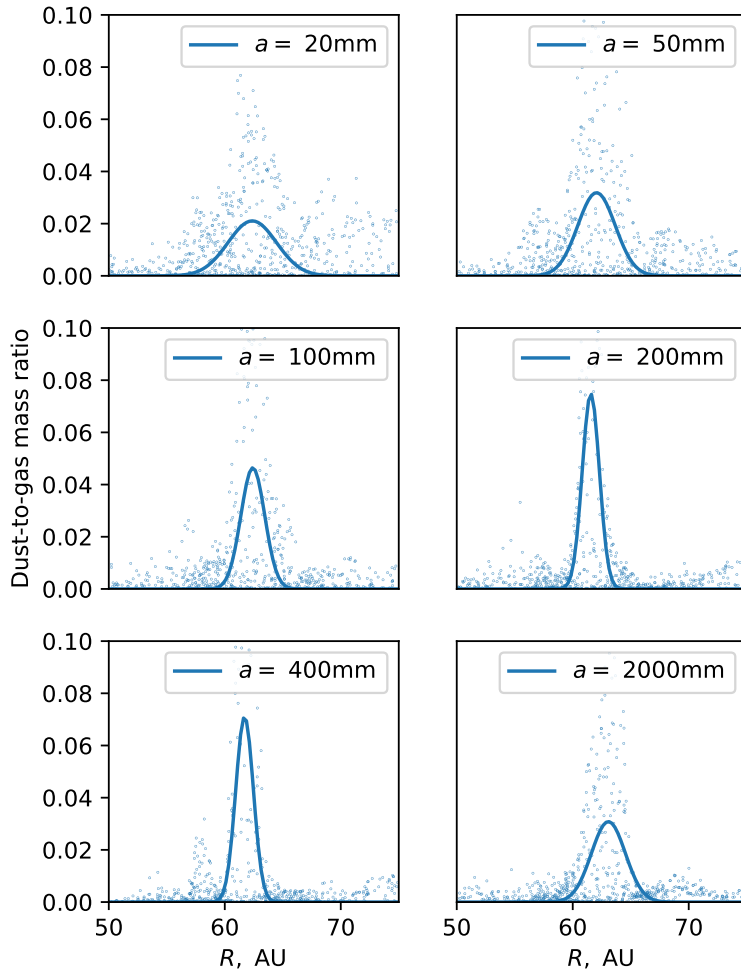 0.10
0.08
0.06
0.04
0.02
0.00
a = 20mm
a = 50mm
Dust-to-gas mass ratio
0.10
0.08
0.06
0.04
0.02
0.00
a = 100mm
a = 200mm
0.10
0.08
0.06
0.04
0.02
0.00
a = 400mm
a = 2000mm
50 60 70
50 60 70
R, AU
R, AU